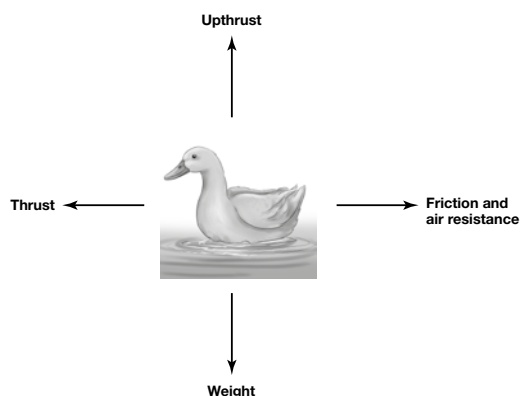 Upthrust
Thrust
Friction and
air resistance
Weight